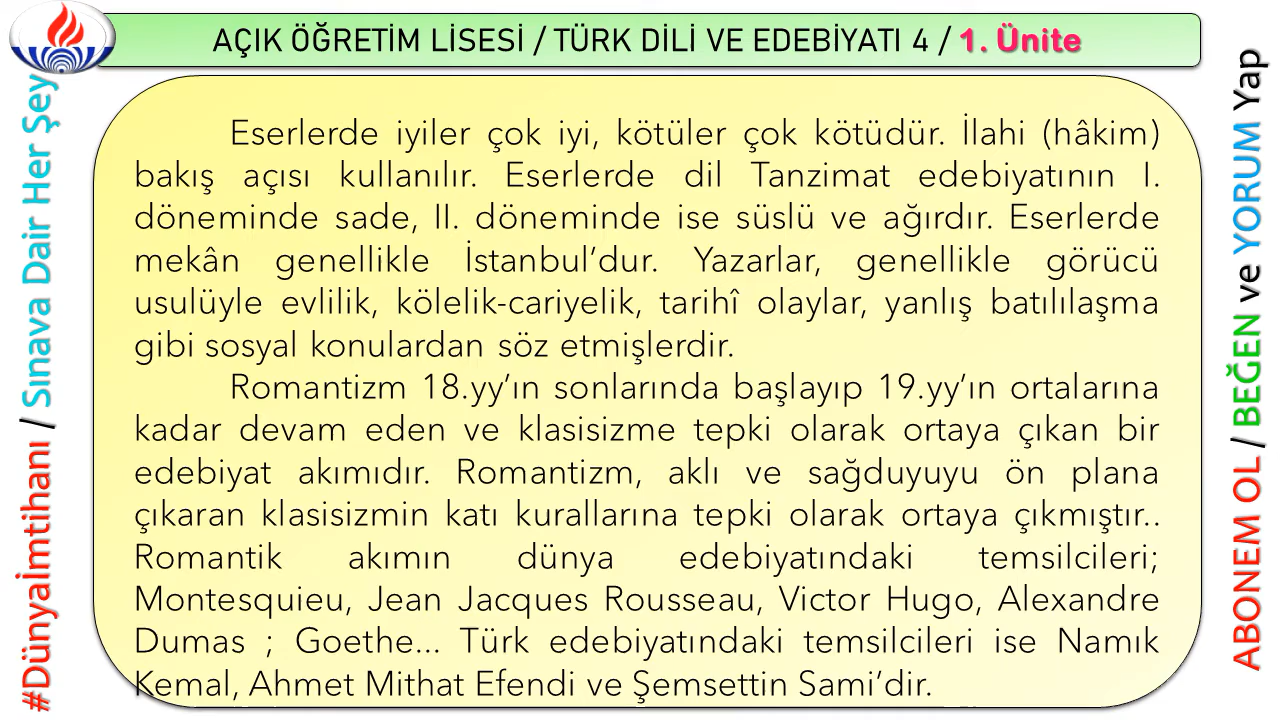 AÇIK ÖĞRETİM LİSESİ / TÜRK DİLİ VE EDEBİYATI 4 / 1. Ünite
#Dünyaİmtihanı / Sınava Dair Her Şey
Eserlerde iyiler çok iyi, kötüler çok kötüdür. İlahi (hâkim)
bakış açısı kullanılır. Eserlerde dil Tanzimat edebiyatının I.
döneminde sade, II. döneminde ise süslü ve ağırdır. Eserlerde
mekân genellikle İstanbul’dur. Yazarlar, genellikle görücü
usulüyle evlilik, kölelik-cariyelik, tarihî olaylar, yanlış batılılaşma
gibi sosyal konulardan söz etmişlerdir.
Romantizm 18.yy’ın sonlarında başlayıp 19.yy’ın ortalarına
kadar devam eden ve klasisizme tepki olarak ortaya çıkan bir
edebiyat akımıdır. Romantizm, aklı ve sağduyuyu ön plana
çıkaran klasisizmin katı kurallarına tepki olarak ortaya çıkmıştır..
Romantik akımın dünya edebiyatındaki temsilcileri;
Montesquieu, Jean Jacques Rousseau, Victor Hugo, Alexandre
Dumas ; Goethe... Türk edebiyatındaki temsilcileri ise Namık
Kemal, Ahmet Mithat Efendi ve Şemsettin Sami’dir.
ABONEM OL / BEĞEN ve YORUM Yap